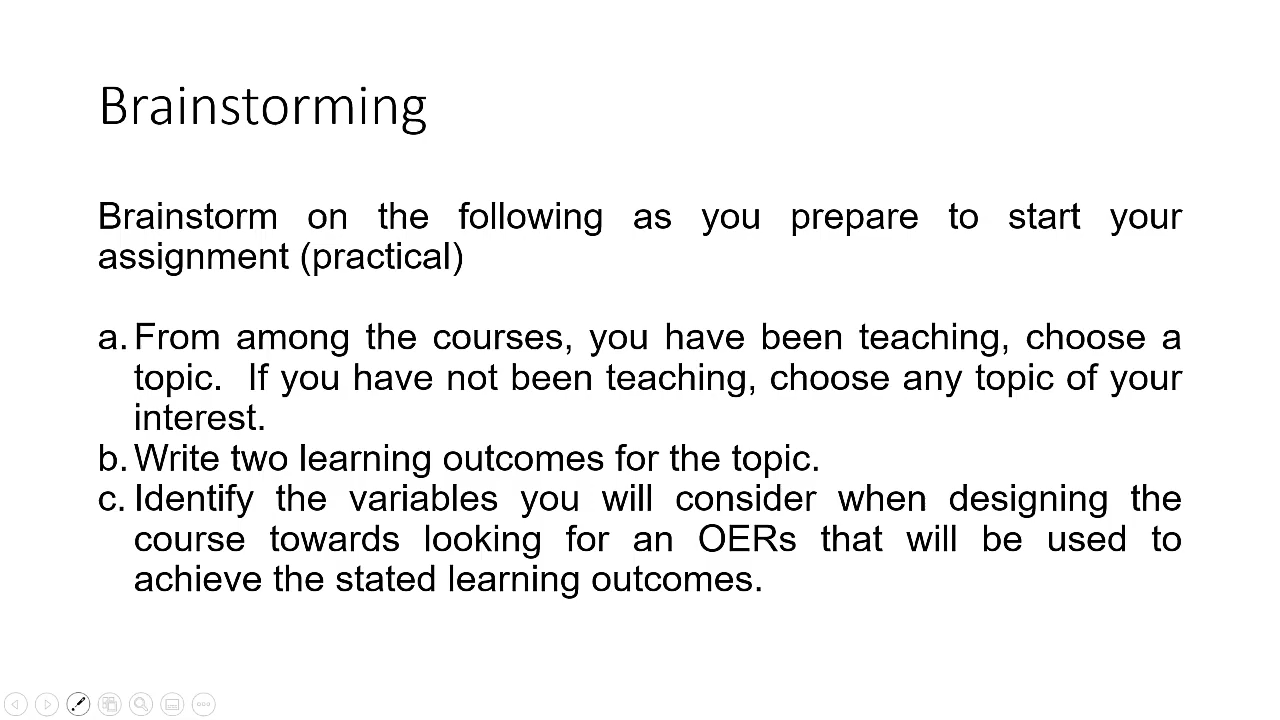 Brainstorming
Brainstorm on the following as you prepare to start your
assignment (practical)
a. From among the courses, you have been teaching, choose a
topic. If you have not been teaching, choose any topic of your
interest.
b. Write two learning outcomes for the topic.
c. Identify the variables you will consider when designing the
course towards looking for an OERs that will be used to
achieve the stated learning outcomes.